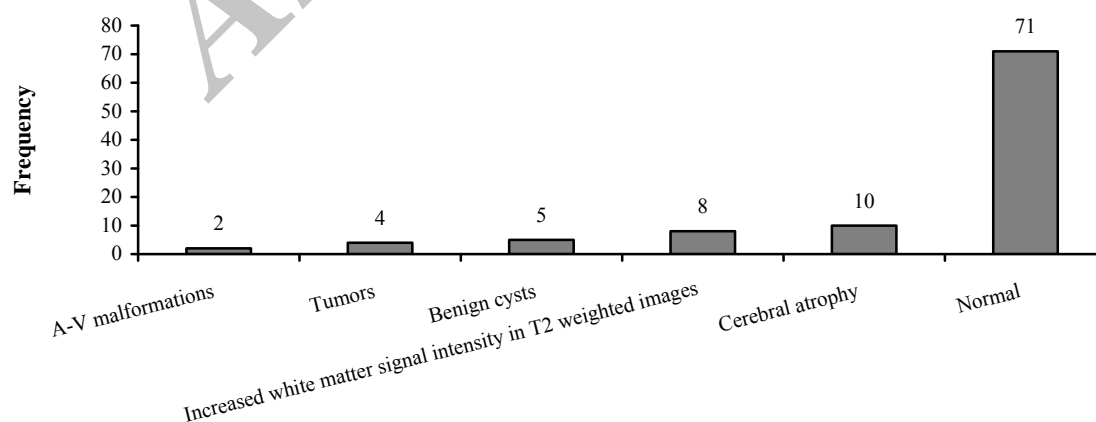 80
70
60
50
40
30
20
10
0
Frequency
2
4
5
8
10
71
A-V malformations
Tumors
Benign cysts
Increased white matter signal intensity in T2 weighted images
Cerebral atrophy
Normal